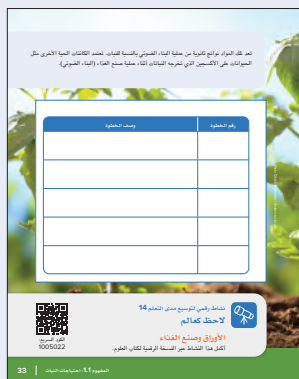 تعد تلك المواد نواتج ثانوية من عملية البناء الضوئي بالنسبة للنبات. تعتمد الكائنات الحية الأخرى مثل
الحيوانات على الأكسجين الذي تخرجه النباتات أثناء عملية صنع الغذاء (البناء الضوئي).
رقم الخطوة
وصف الخطوة
نشاط رقمي لتوسيع مدى التعلم 14
لاحظ كعالم
الأوراق وصنع الغذاء
أكمل هذا النشاط عبر النسخة الرقمية لكتاب العلوم.
الكود السريع:
1005022
المفهوم 1.1: احتياجات النبات | 33